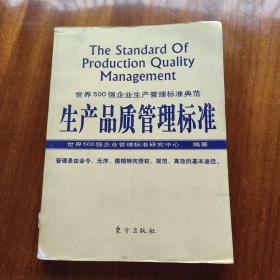 The Standard Of
Production Quality
Management
世界500强企业生产管理标准典范
生产品质管理标准
世界500强企业管理标准研究中心 编著
管理是由命令、无序、模糊转向授权、规范、高效的基本途径。
东方出版社